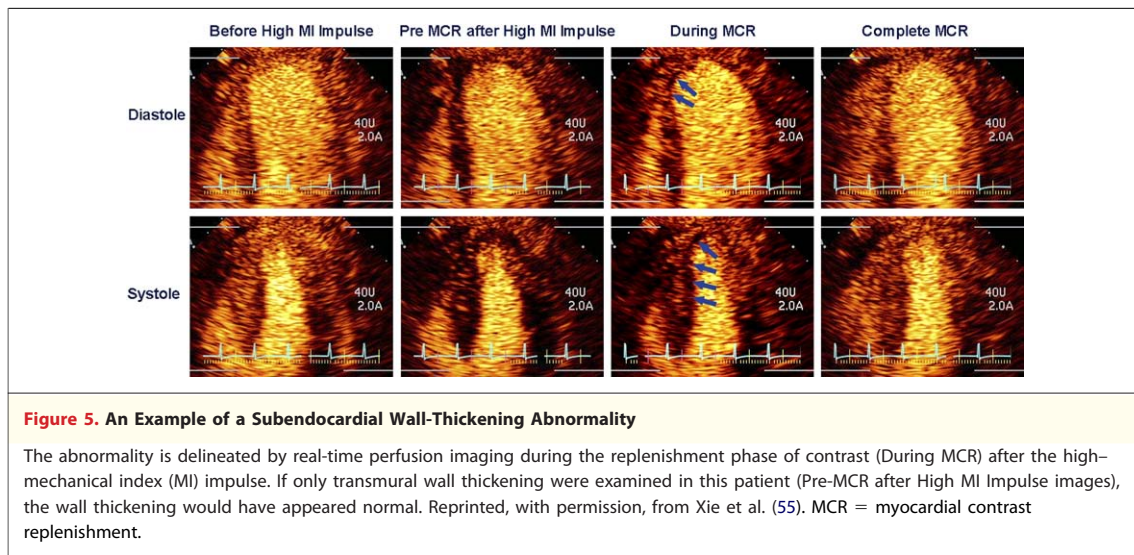 Before High MI Impulse Pre MCR after High MI Impulse During MCR Complete MCR
Diastole
40U 40U 40U 40U
2.0A 2.0A 2.0A 2.0A
Systole
40U 40U 40U 40U
2.0A 2.0A 2.0A 2.0A
Figure 5. An Example of a Subendocardial Wall-Thickening Abnormality
The abnormality is delineated by real-time perfusion imaging during the replenishment phase of contrast (During MCR) after the high–
mechanical index (MI) impulse. If only transmural wall thickening were examined in this patient (Pre-MCR after High MI Impulse images),
the wall thickening would have appeared normal. Reprinted, with permission, from Xie et al. (55). MCR = myocardial contrast
replenishment.